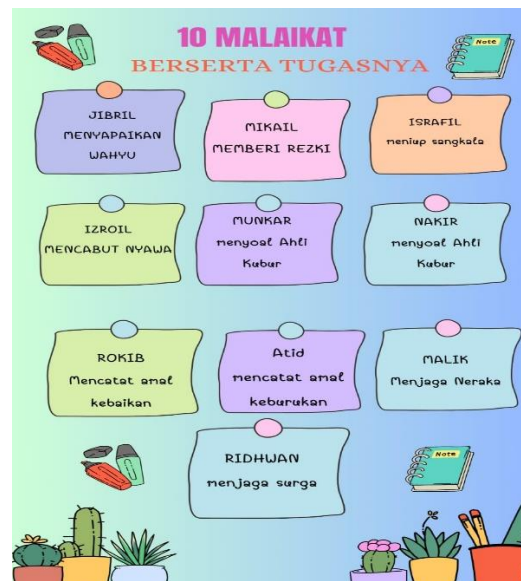 10 MALAIKAT
BERSERTA TUGASNYA
Note
JIBRIL
MENYAPAIKAN
WAHYU
MIKAIL
MEMBERI REZKI
ISRAFIL
meniup sangkala
IZROIL
MENCABUT NYAWA
MUNKAR
menyoal Ahli
Kubur
NAKIR
menyoal Ahli
Kubur
ROKIB
Mencatat amal
kebaikan
Atid
mencatat amal
keburukan
MALIK
Menjaga Neraka
RIDHWAN
menjaga surga
Note